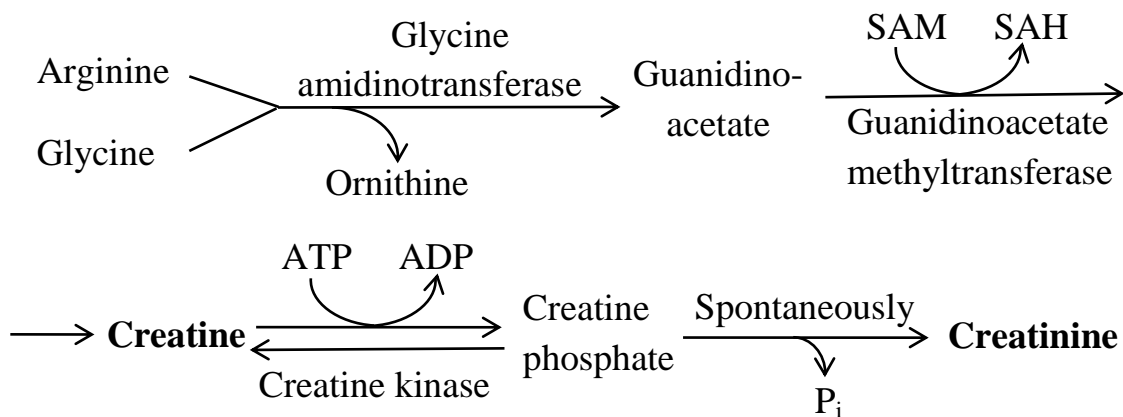 Arginine
Glycine
Glycine
amidinotransferase
Ornithine
Guanidino-
acetate
SAM SAH
Guanidinoacetate
methyltransferase
Creatine
ATP ADP
Creatine kinase
Creatine
phosphate
Spontaneously
Pi
Creatinine